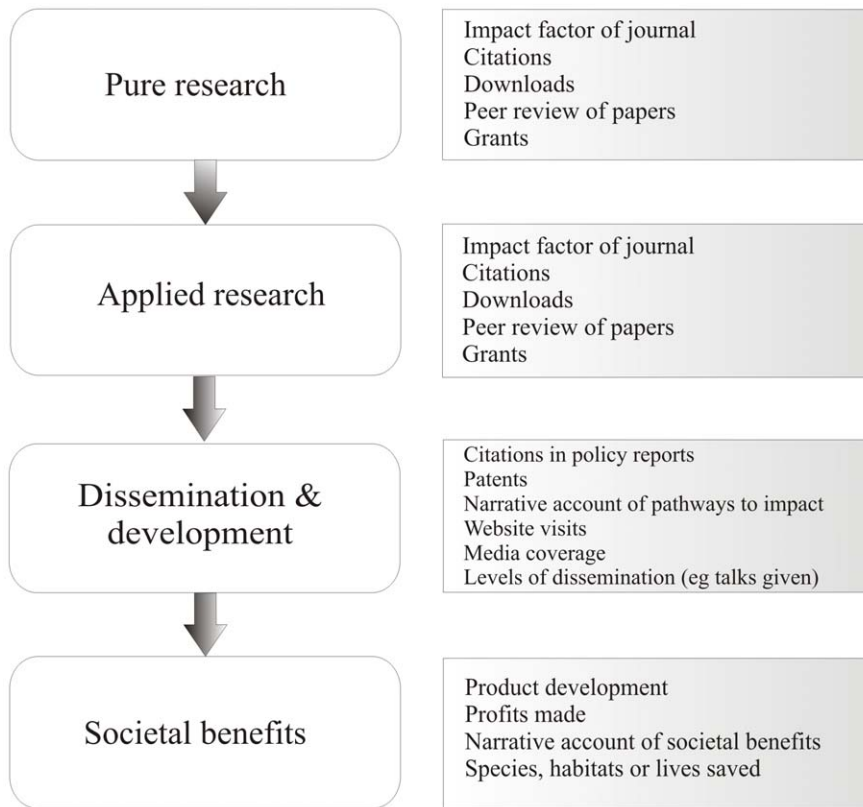 Pure research
Impact factor of journal
Citations
Downloads
Peer review of papers
Grants
Applied research
Impact factor of journal
Citations
Downloads
Peer review of papers
Grants
Dissemination &
development
Citations in policy reports
Patents
Narrative account of pathways to impact
Website visits
Media coverage
Levels of dissemination (eg talks given)
Societal benefits
Product development
Profits made
Narrative account of societal benefits
Species, habitats or lives saved